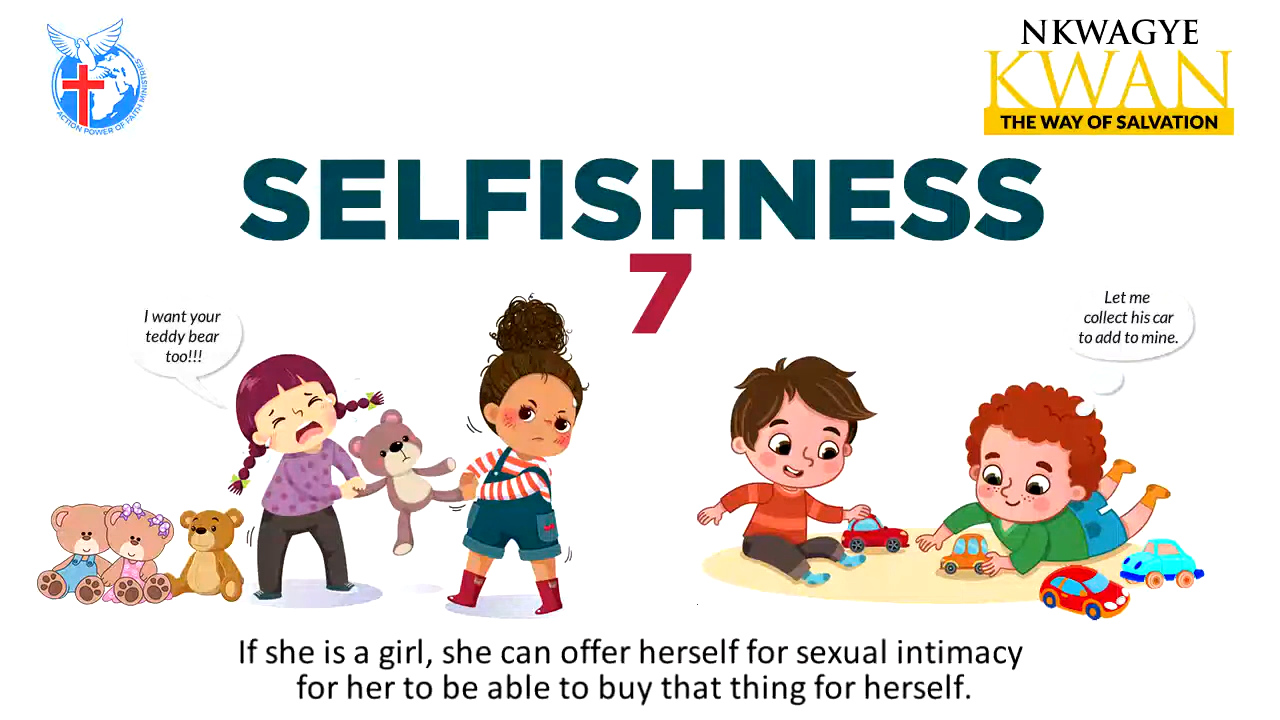 ACTION POWER OF FAITH MINISTRIES
NKWAGYE
KWAN
THE WAY OF SALVATION
SELFISHNESS
7
I want your
teddy bear
too!!!
Let me
collect his car
to add to mine.
If she is a girl, she can offer herself for sexual intimacy
for her to be able to buy that thing for herself.